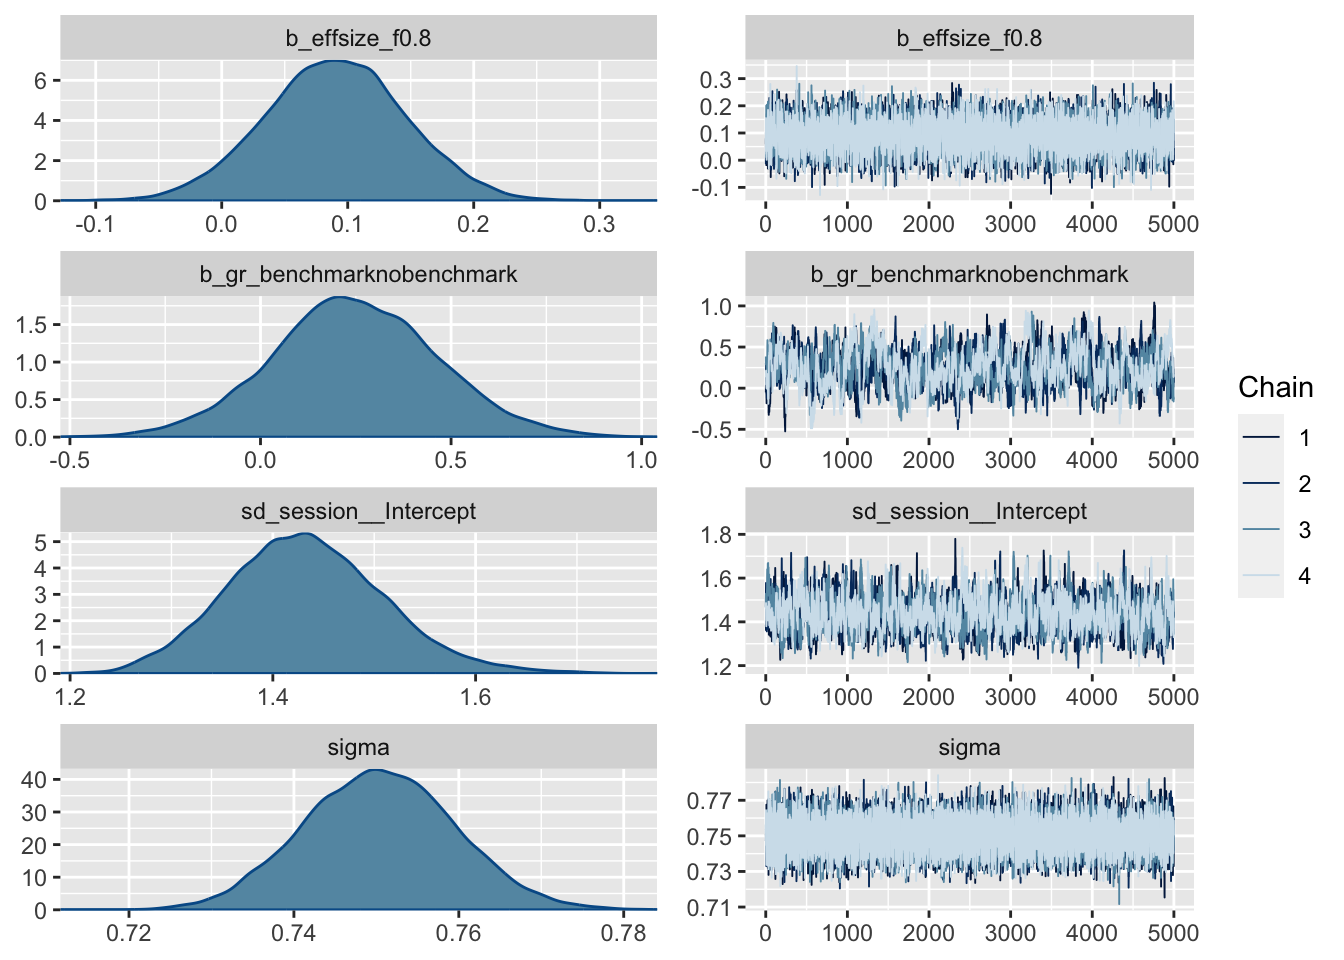 b_effsize_f0.8
6
4
2
0
-0.1 0.0 0.1 0.2 0.3
b_effsize_f0.8
0.3
0.2
0.1
0.0
-0.1
0 1000 2000 3000 4000 5000
b_gr_benchmarknobenchmark
1.5
1.0
0.5
0.0
-0.5 0.0 0.5 1.0
b_gr_benchmarknobenchmark
1.0
0.5
0.0
-0.5
0 1000 2000 3000 4000 5000
sd_session__Intercept
5
4
3
2
1
0
1.2 1.4 1.6
sd_session__Intercept
1.8
1.6
1.4
1.2
0 1000 2000 3000 4000 5000
sigma
40
30
20
10
0
0.72 0.74 0.76 0.78
sigma
0.77
0.75
0.73
0.71
0 1000 2000 3000 4000 5000
Chain
1
2
3
4